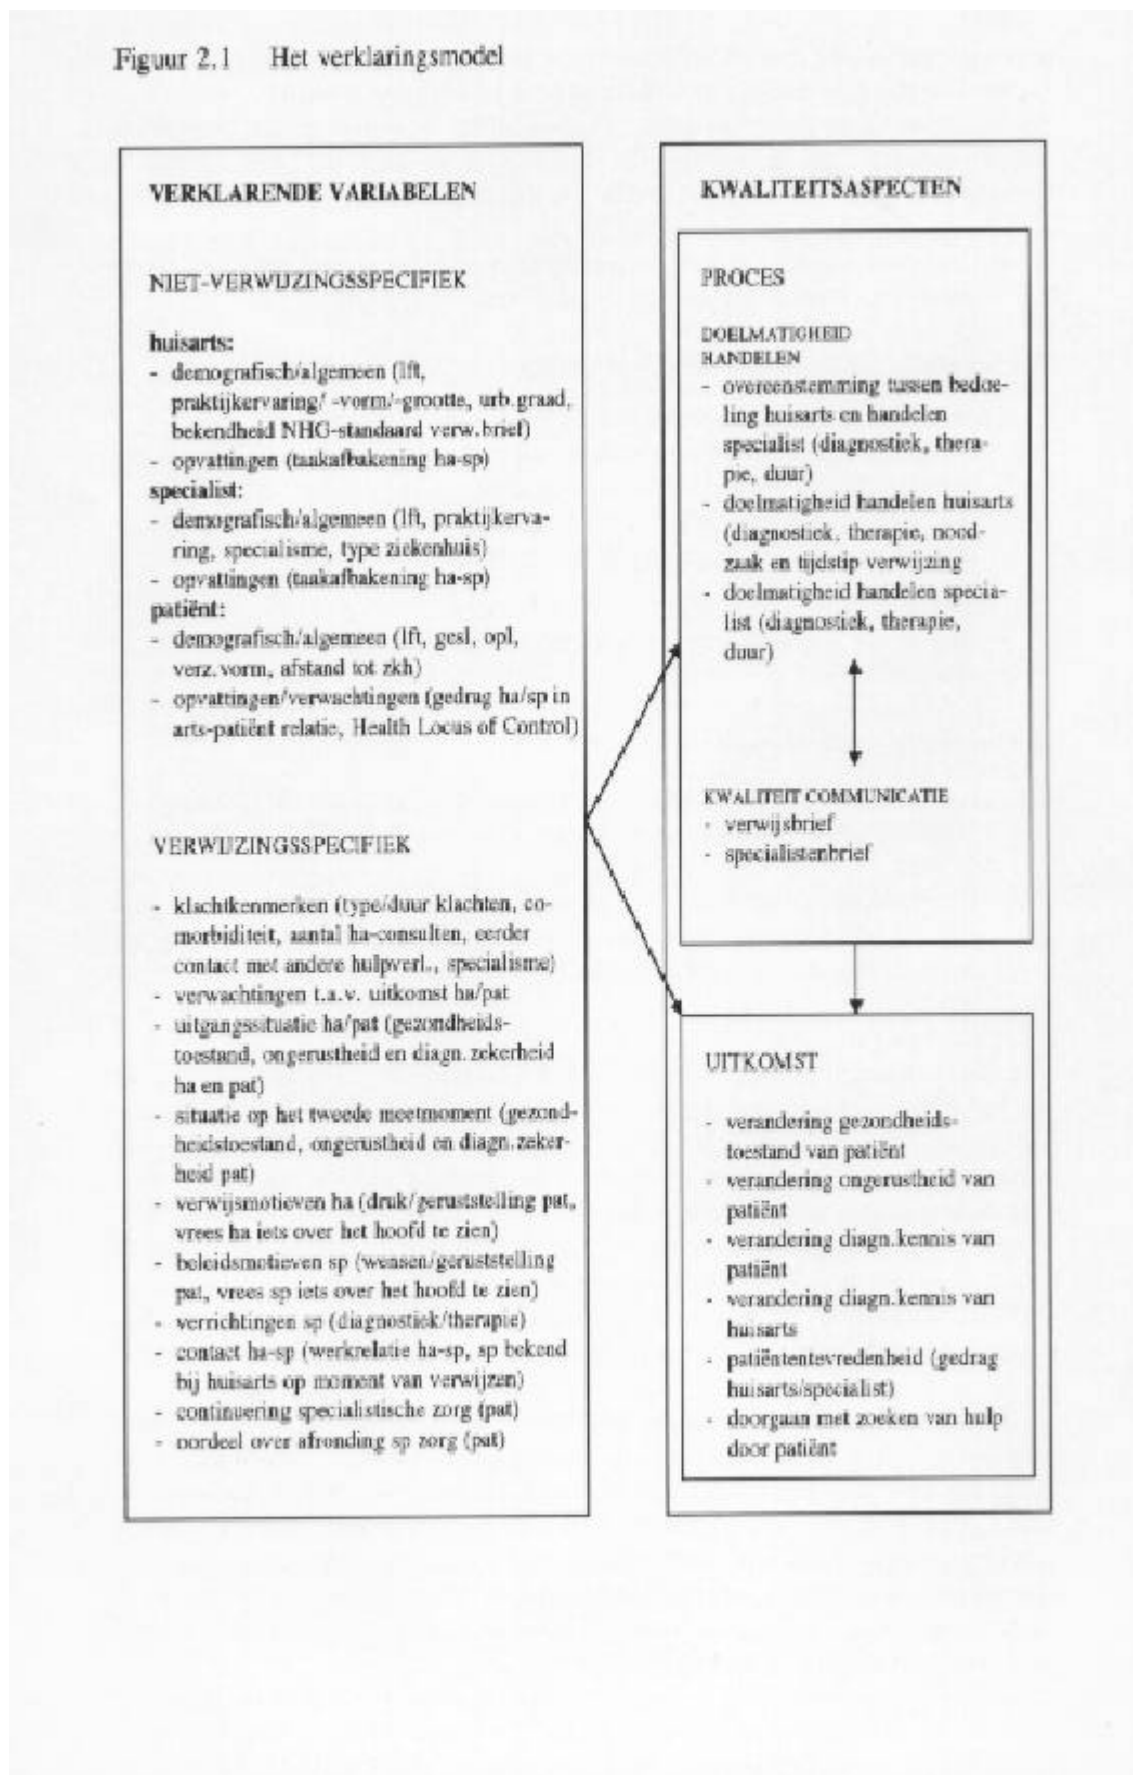 Figuur 2.1 Het verklaringsmodel
VERKLARENDE VARIABELEN
NIET-VERWIJZINGSSPECIFIEK
huisarts:
- demografisch/algemeen (lft,
praktijkervaring/ -vorm/-grootte, urb.graad,
bekendheid NHG-standaard verw.brief)
- opvattingen (taakafbakening ha-sp)
specialist:
- demografisch/algemeen (lft, praktijkerva-
ring, specialisme, type ziekenhuis)
- opvattingen (taakafbakening ha-sp)
patiënt:
- demografisch/algemeen (lft, gesl, opl,
verz.vorm, afstand tot zkh)
- opvattingen/verwachtingen (gedrag ha/sp in
arts-patiënt relatie, Health Locus of Control)
VERWIJZINGSSPECIFIEK
- klachtkenmerken (type/duur klachten, co-
morbiditeit, aantal ha-consulten, eerder
contact met andere hulpverl., specialisme)
- verwachtingen t.a.v. uitkomst ha/pat
- uitgangssituatie ha/pat (gezondheids-
toestand, ongerustheid en diagn.zekerheid
ha en pat)
- situatie op het tweede meetmoment (gezond-
heidstoestand, ongerustheid en diagn.zeker-
heid pat)
- verwijsmotieven ha (druk/geruststelling pat,
vrees ha iets over het hoofd te zien)
- beleidsmotieven sp (wensen/geruststelling
pat, vrees sp iets over het hoofd te zien)
- verrichtingen sp (diagnostiek/therapie)
- contact ha-sp (werkrelatie ha-sp, sp bekend
bij huisarts op moment van verwijzen)
- continuering specialistische zorg (pat)
- oordeel over afronding sp zorg (pat)
KWALITEITSASPECTEN
PROCES
DOELMATIGHEID
HANDELEN
- overeenstemming tussen bedoe-
ling huisarts en handelen
specialist (diagnostiek, thera-
pie, duur)
- doelmatigheid handelen huisarts
(diagnostiek, therapie, nood-
zaak en tijdstip verwijzing
- doelmatigheid handelen specia-
list (diagnostiek, therapie,
duur)
KWALITEIT COMMUNICATIE
- verwijsbrief
- specialistenbrief
UITKOMST
- verandering gezondheids-
toestand van patiënt
- verandering ongerustheid van
patiënt
- verandering diagn.kennis van
patiënt
- verandering diagn.kennis van
huisarts
- patiëntentevredenheid (gedrag
huisarts/specialist)
- doorgaan met zoeken van hulp
door patiënt